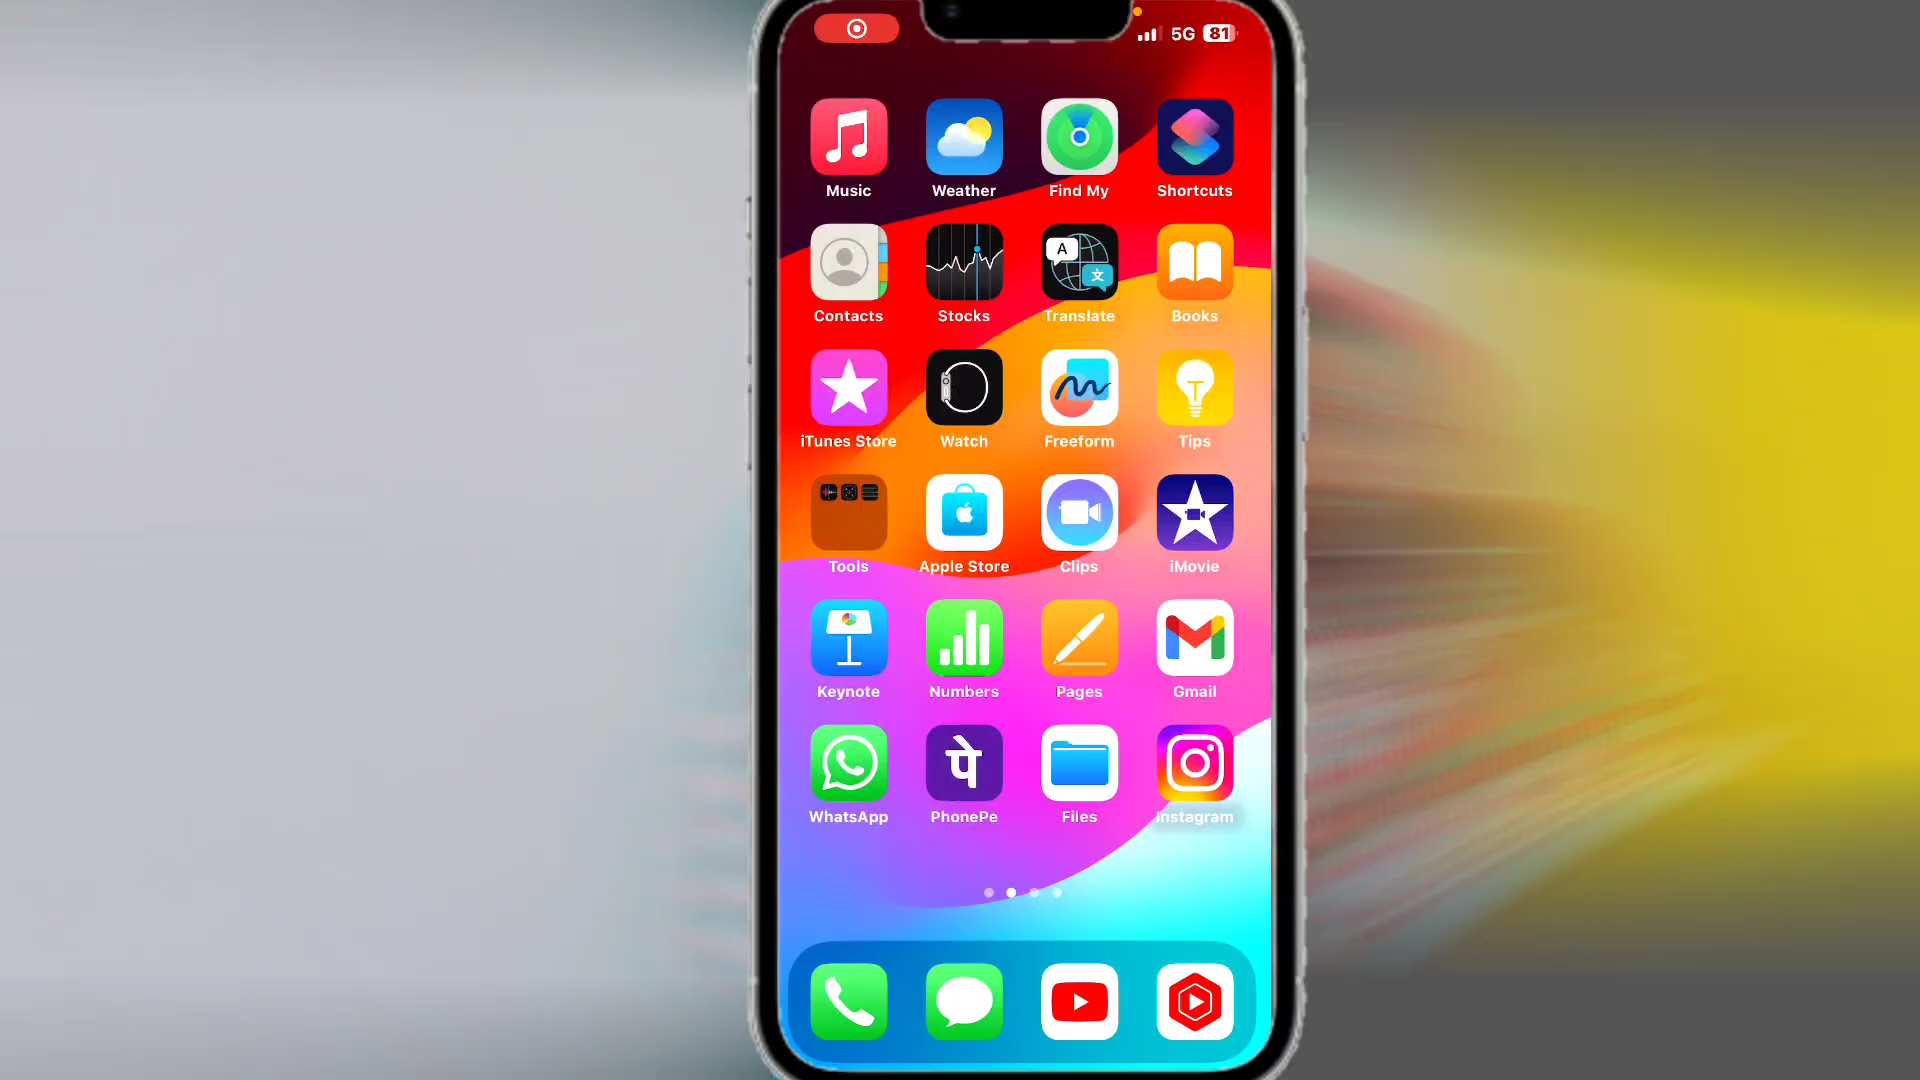 5G 81
Music Weather Find My Shortcuts
A
文
Contacts Stocks Translate Books
iTunes Store Watch Freeform Tips
Tools Apple Store Clips iMovie
Keynote Numbers Pages Gmail
पे
WhatsApp PhonePe Files Instagram